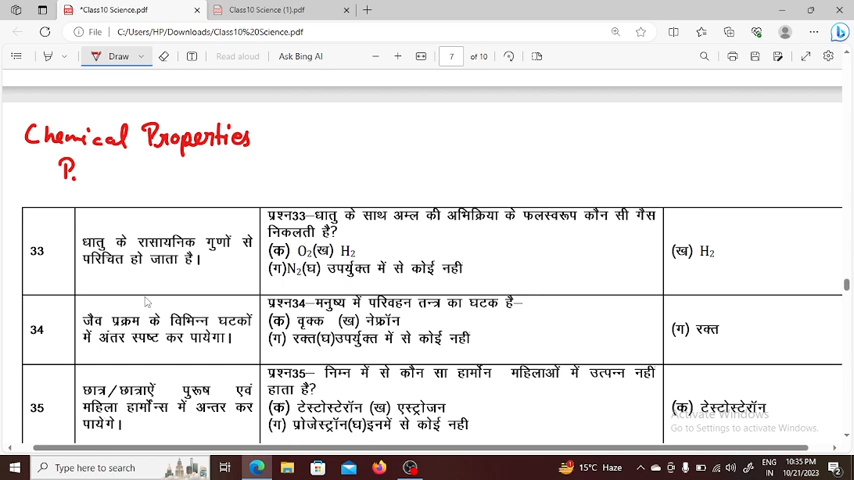 *Class10 Science.pdf
Class10 Science (1).pdf
File
C:/Users/HP/Downloads/Class10%20Science.pdf
Draw
Read aloud
Ask Bing AI
7
of 10
Chemical Properties
P.
33
धातु के रासायनिक गुणों से
परिचित हो जाता है।
प्रश्न33–धातु के साथ अम्ल की अभिक्रिया के फलस्वरूप कौन सी गैस
निकलती है?
(क) O₂(ख) H₂
(ग)N₂(घ) उपर्युक्त में से कोई नही
(ख) H₂
34
जैव प्रक्रम के विभिन्न घटकों
में अंतर स्पष्ट कर पायेगा।
प्रश्न34–मनुष्य में परिवहन तन्त्र का घटक है–
(क) वृक्क (ख) नेफ्रॉन
(ग) रक्त(घ)उपर्युक्त में से कोई नही
(ग) रक्त
35
छात्र/छात्राऐं पुरूष एवं
महिला हार्मोन्स में अन्तर कर
पायेगे।
प्रश्न35– निम्न में से कौन सा हार्मोन महिलाओं में उत्पन्न नही
हाता है?
(क) टेस्टोस्टेरॉन (ख) एस्ट्रोजन
(ग) प्रोजेस्ट्रॉन(घ)इनमें से कोई नही
(क) टेस्टोस्टेरॉन
Activate Windows
Go to Settings to activate Windows.
Type here to search
15°C Haze
ENG
IN
10:35 PM
10/21/2023
2